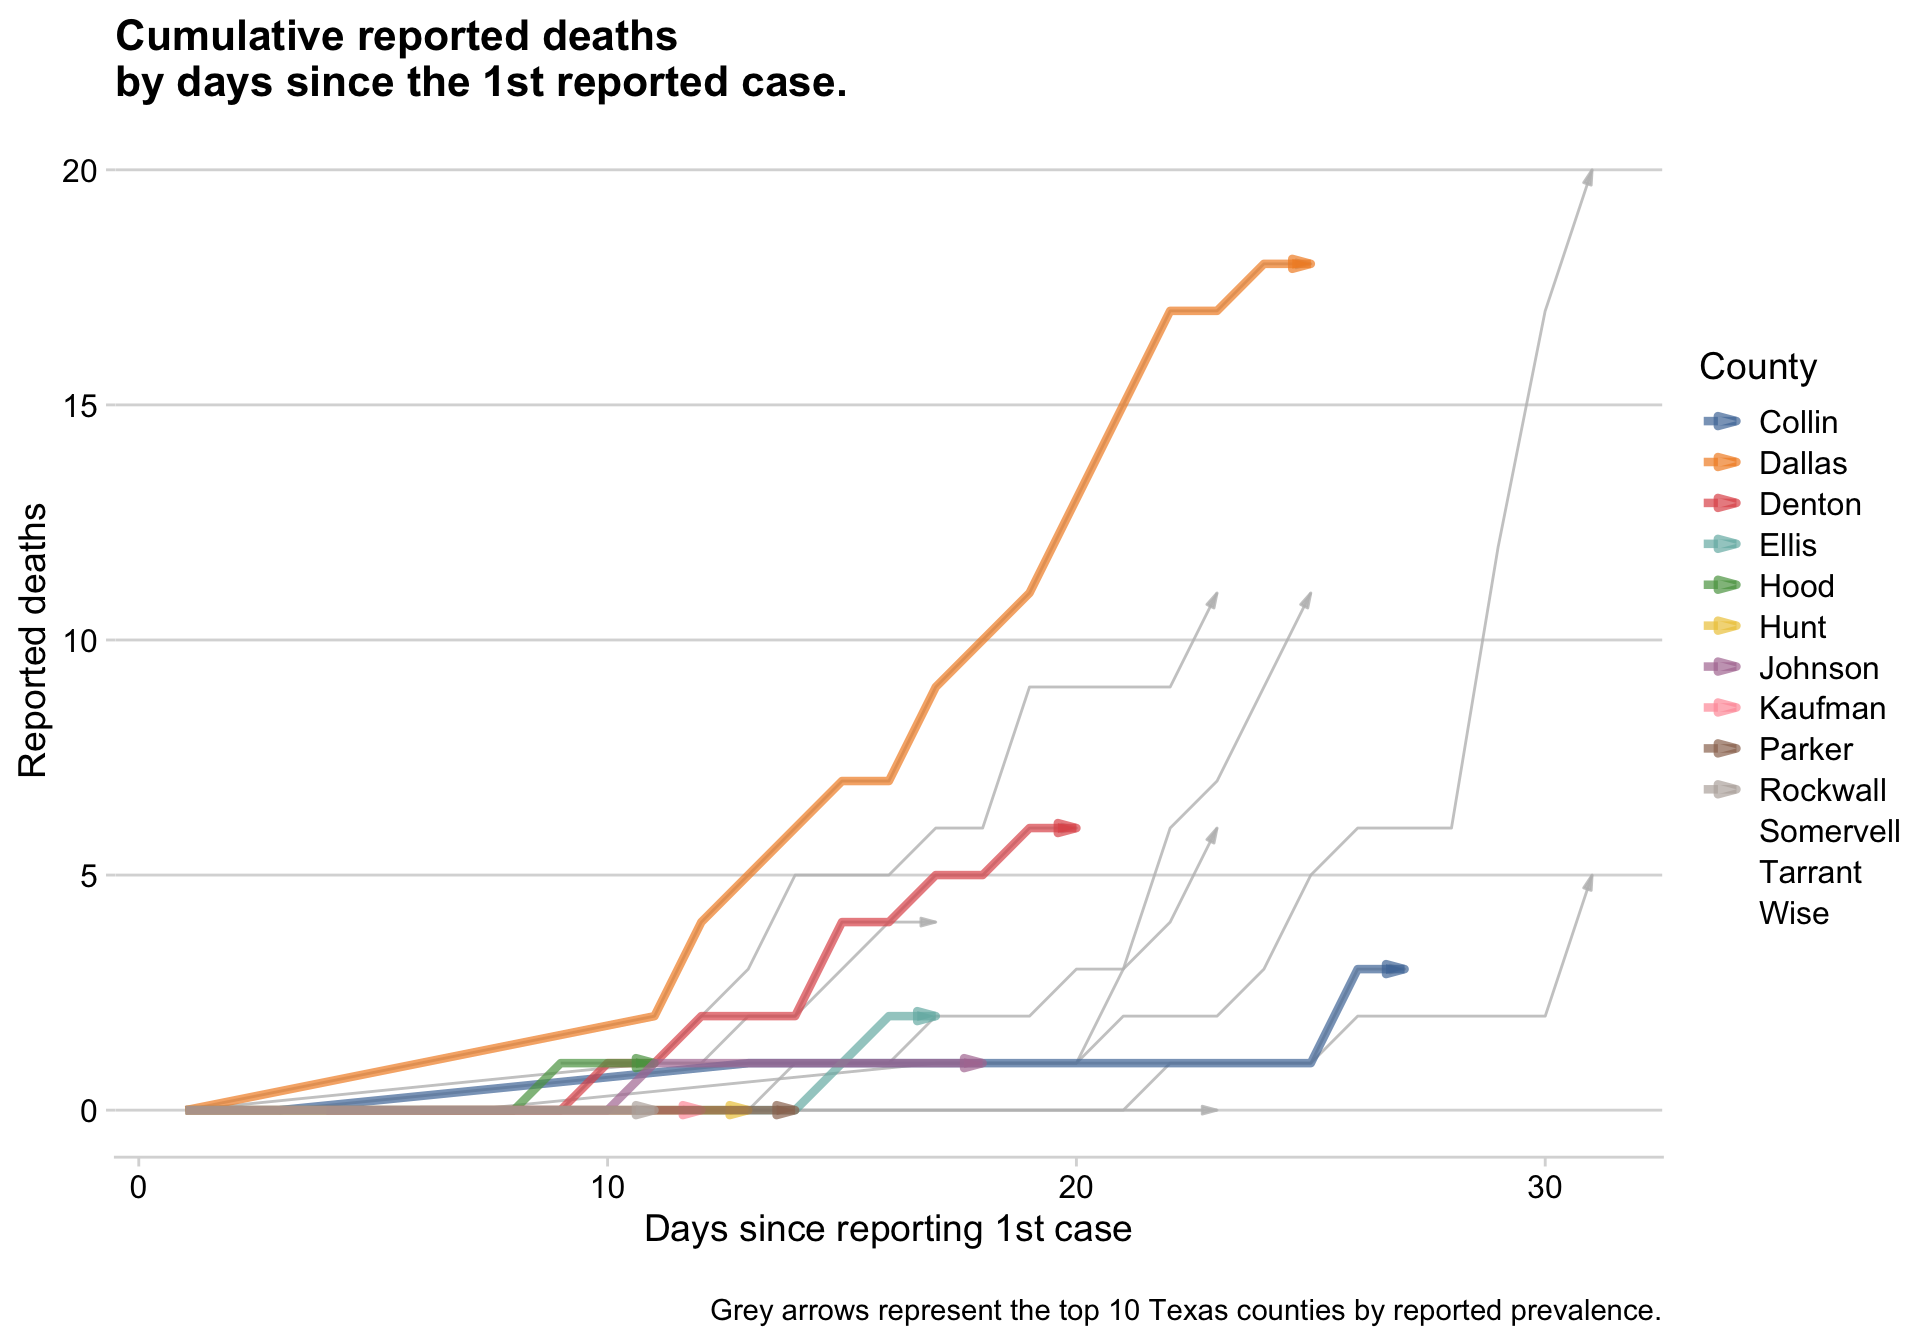 Cumulative reported deaths
by days since the 1st reported case.
20
15
10
5
0
Reported deaths
0 10 20 30
Days since reporting 1st case
County
Collin
Dallas
Denton
Ellis
Hood
Hunt
Johnson
Kaufman
Parker
Rockwall
Somervell
Tarrant
Wise
Grey arrows represent the top 10 Texas counties by reported prevalence.